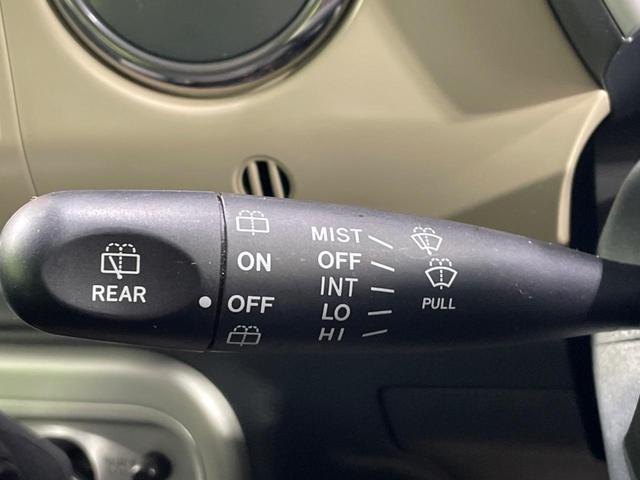 REAR
ON
OFF
MIST
OFF
INT
LO
HI
PULL